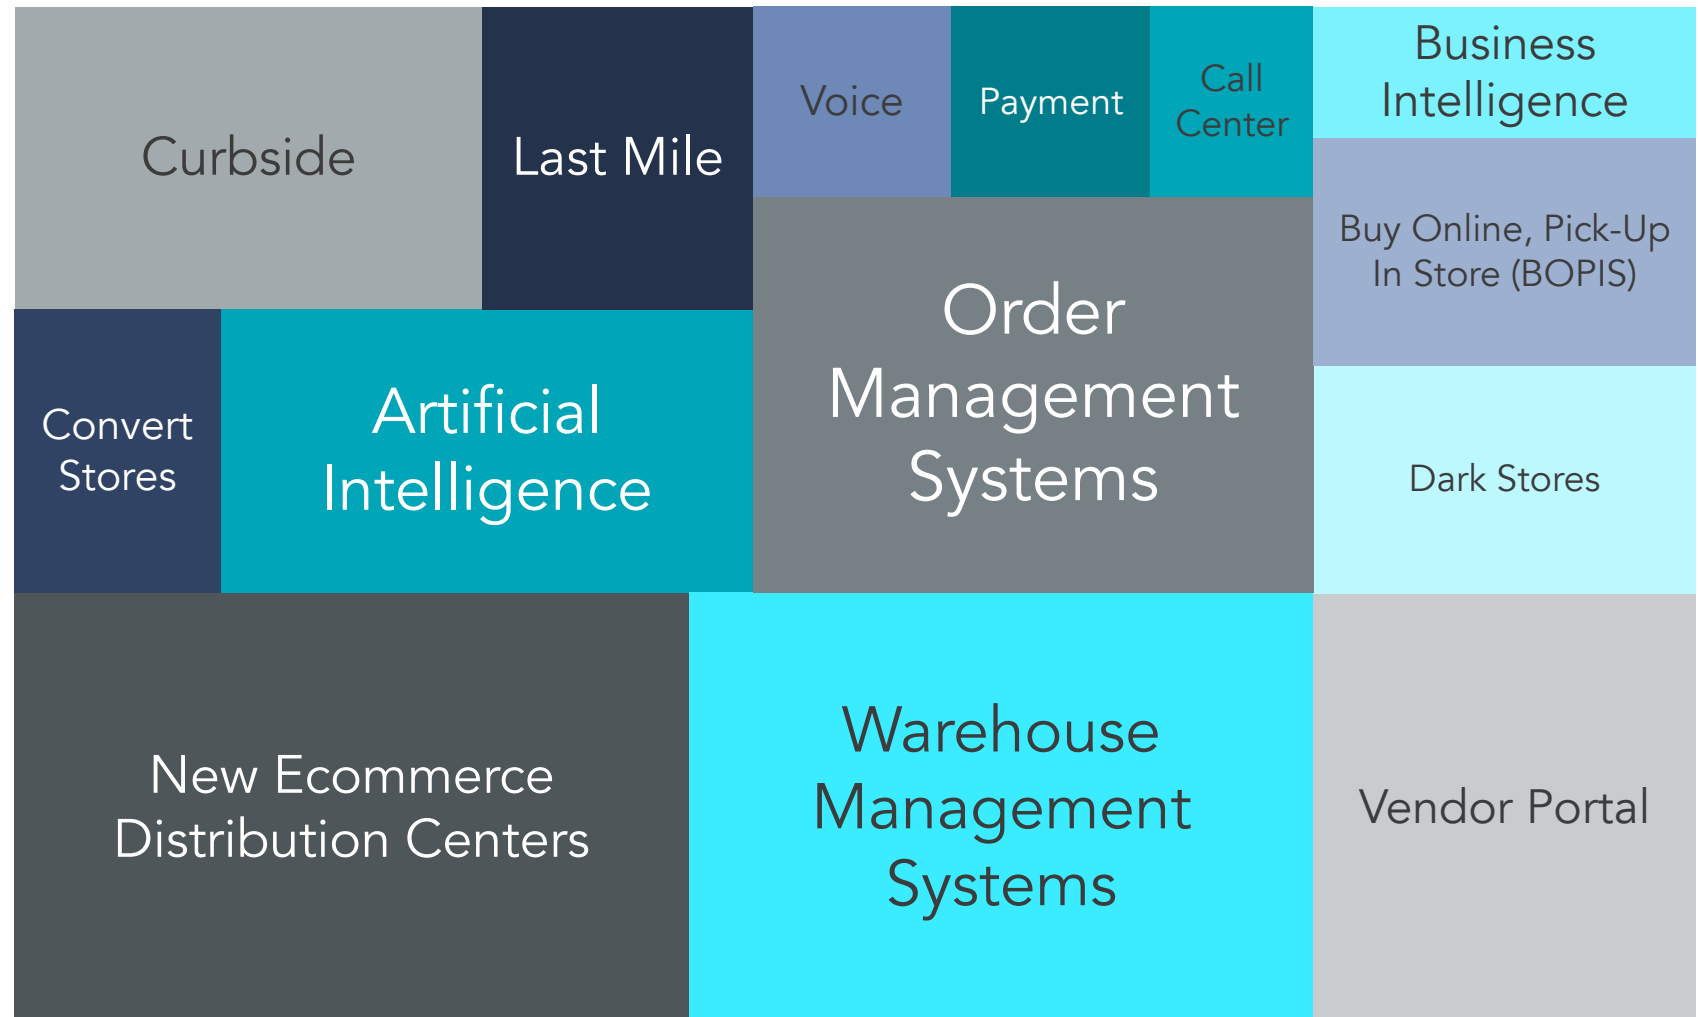 Curbside
Last Mile
Voice
Payment
Call
Center
Business
Intelligence
Buy Online, Pick-Up
In Store (BOPIS)
Order
Management
Systems
Convert
Stores
Artificial
Intelligence
Dark Stores
New Ecommerce
Distribution Centers
Warehouse
Management
Systems
Vendor Portal